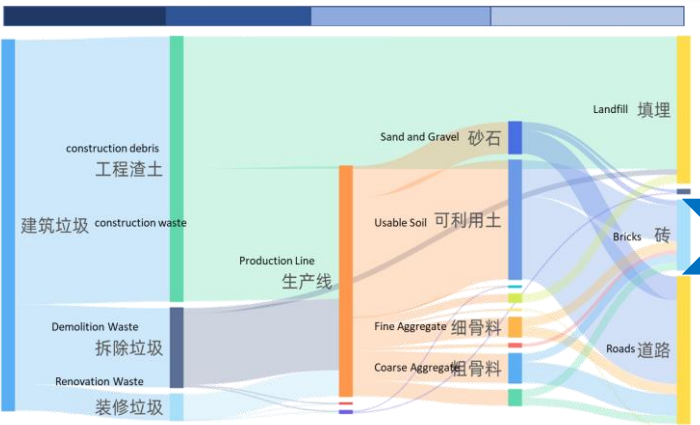 建筑垃圾
construction waste
construction debris
工程渣土
Demolition Waste
拆除垃圾
Renovation Waste
装修垃圾
Production Line
生产线
Sand and Gravel 砂石
Usable Soil 可利用土
Fine Aggregate 细骨料
Coarse Aggregate 粗骨料
Landfill 填埋
Bricks 砖
Roads 道路